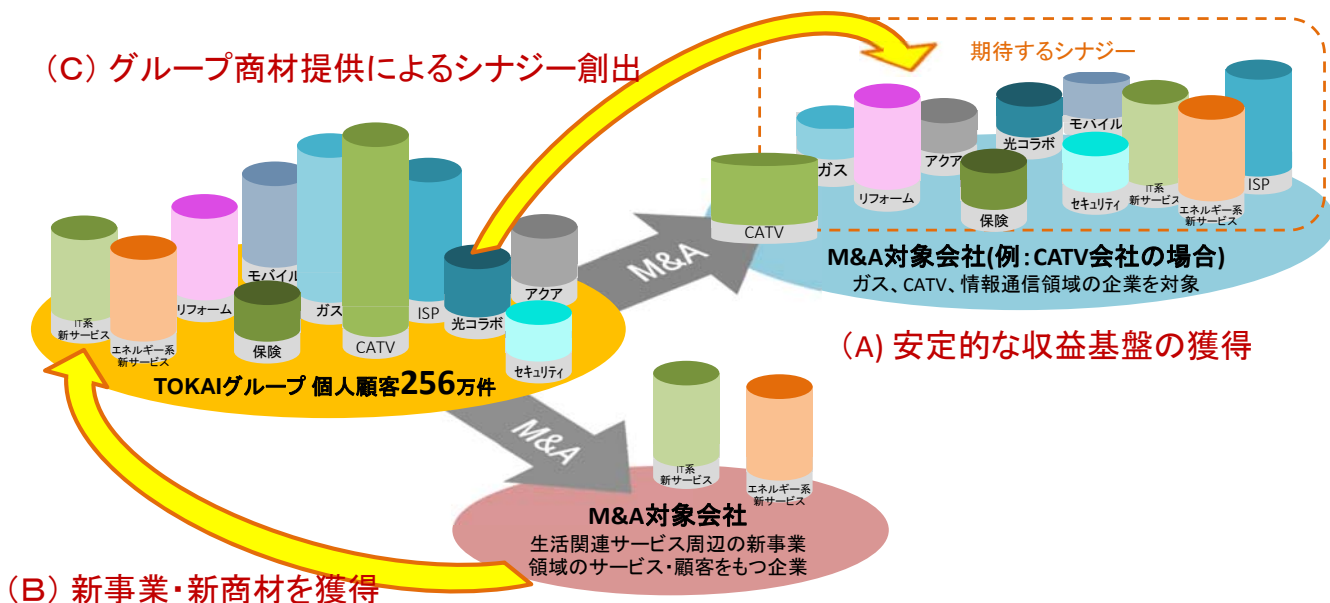 (C) グループ商材提供によるシナジー創出
期待するシナジー
IT系
新サービス
エネルギー系
新サービス
リフォーム
モバイル
保険
ガス
CATV
ISP
光コラボ
アクア
セキュリティ
TOKAIグループ 個人顧客256万件
M&A
CATV
ガス
リフォーム
アクア
保険
光コラボ
モバイル
セキュリティ
IT系
新サービス
エネルギー系
新サービス
ISP
M&A対象会社(例:CATV会社の場合)
ガス、CATV、情報通信領域の企業を対象
(A) 安定的な収益基盤の獲得
M&A
IT系
新サービス
エネルギー系
新サービス
M&A対象会社
生活関連サービス周辺の新事業
領域のサービス・顧客をもつ企業
(B) 新事業・新商材を獲得